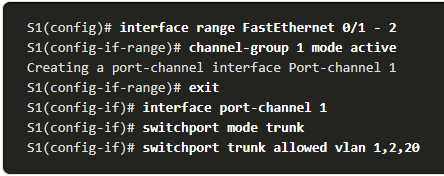 S1(config)# interface range FastEthernet 0/1 - 2
S1(config-if-range)# channel-group 1 mode active
Creating a port-channel interface Port-channel 1
S1(config-if-range)# exit
S1(config-if)# interface port-channel 1
S1(config-if)# switchport mode trunk
S1(config-if)# switchport trunk allowed vlan 1,2,20